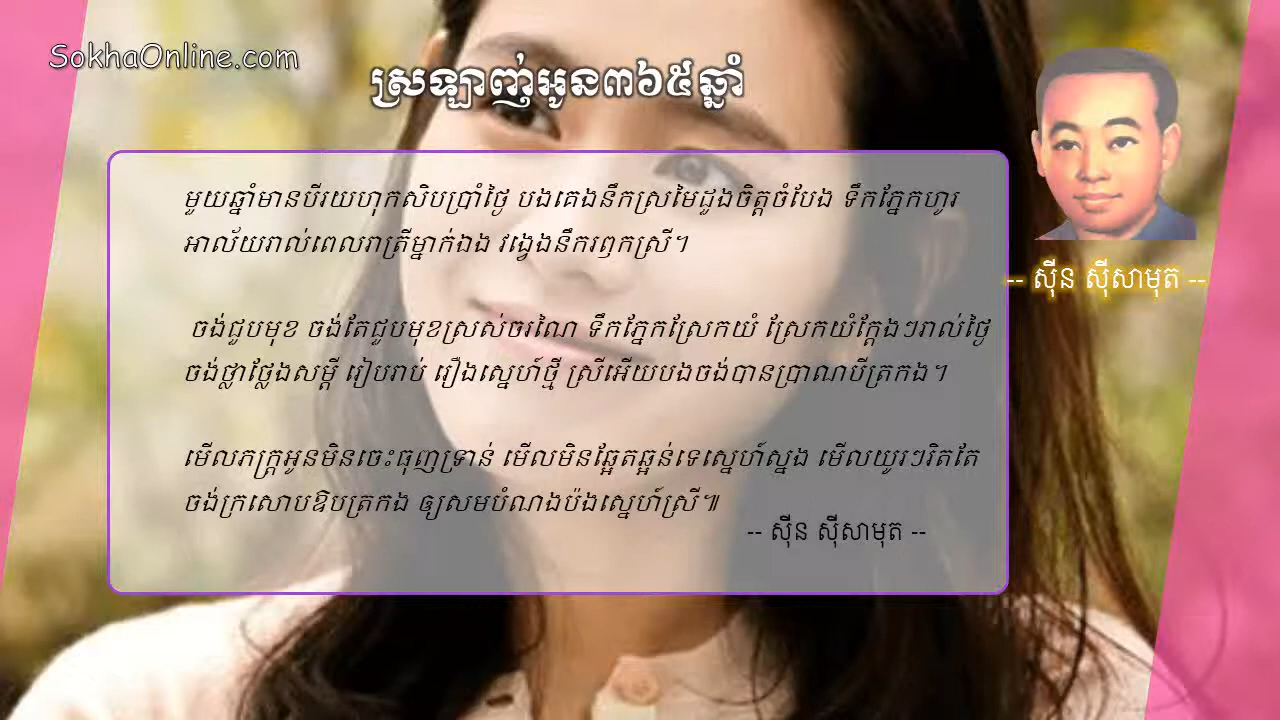 SokhaOnline.com
ស្រឡាញ់អូន៣៦៥ឆ្នាំ
មួយឆ្នាំមានបីរយហុកសិបប្រាំថ្ងៃ បងគេងនឹកស្រមៃដួងចិត្តចំបែង ទឹកភ្នែកហូរ
អាល័យរាល់ពេលរាត្រីម្នាក់ឯង វង្វេងនឹករឭកស្រី។
ចង់ជួបមុខ ចង់តែជួបមុខស្រស់ចរណៃ ទឹកភ្នែកស្រែកយំ ស្រែកយំក្តែងៗរាល់ថ្ងៃ
ចង់ថ្លាថ្លែងសម្តី រៀបរាប់ រឿងស្នេហ៍ថ្មី ស្រីអើយបងចង់បានប្រាណបីត្រកង។
មើលភក្ត្រអូនមិនចេះធុញទ្រាន់ មើលមិនឆ្អែតឆ្អន់ទេស្នេហ៍ស្នង មើលយូរៗរិតតែ
ចង់ក្រសោបឱបត្រកង ឲ្យសមបំណងប៉ងស្នេហ៍ស្រី៕
-- ស៊ីន ស៊ីសាមុត --
-- ស៊ីន ស៊ីសាមុត --